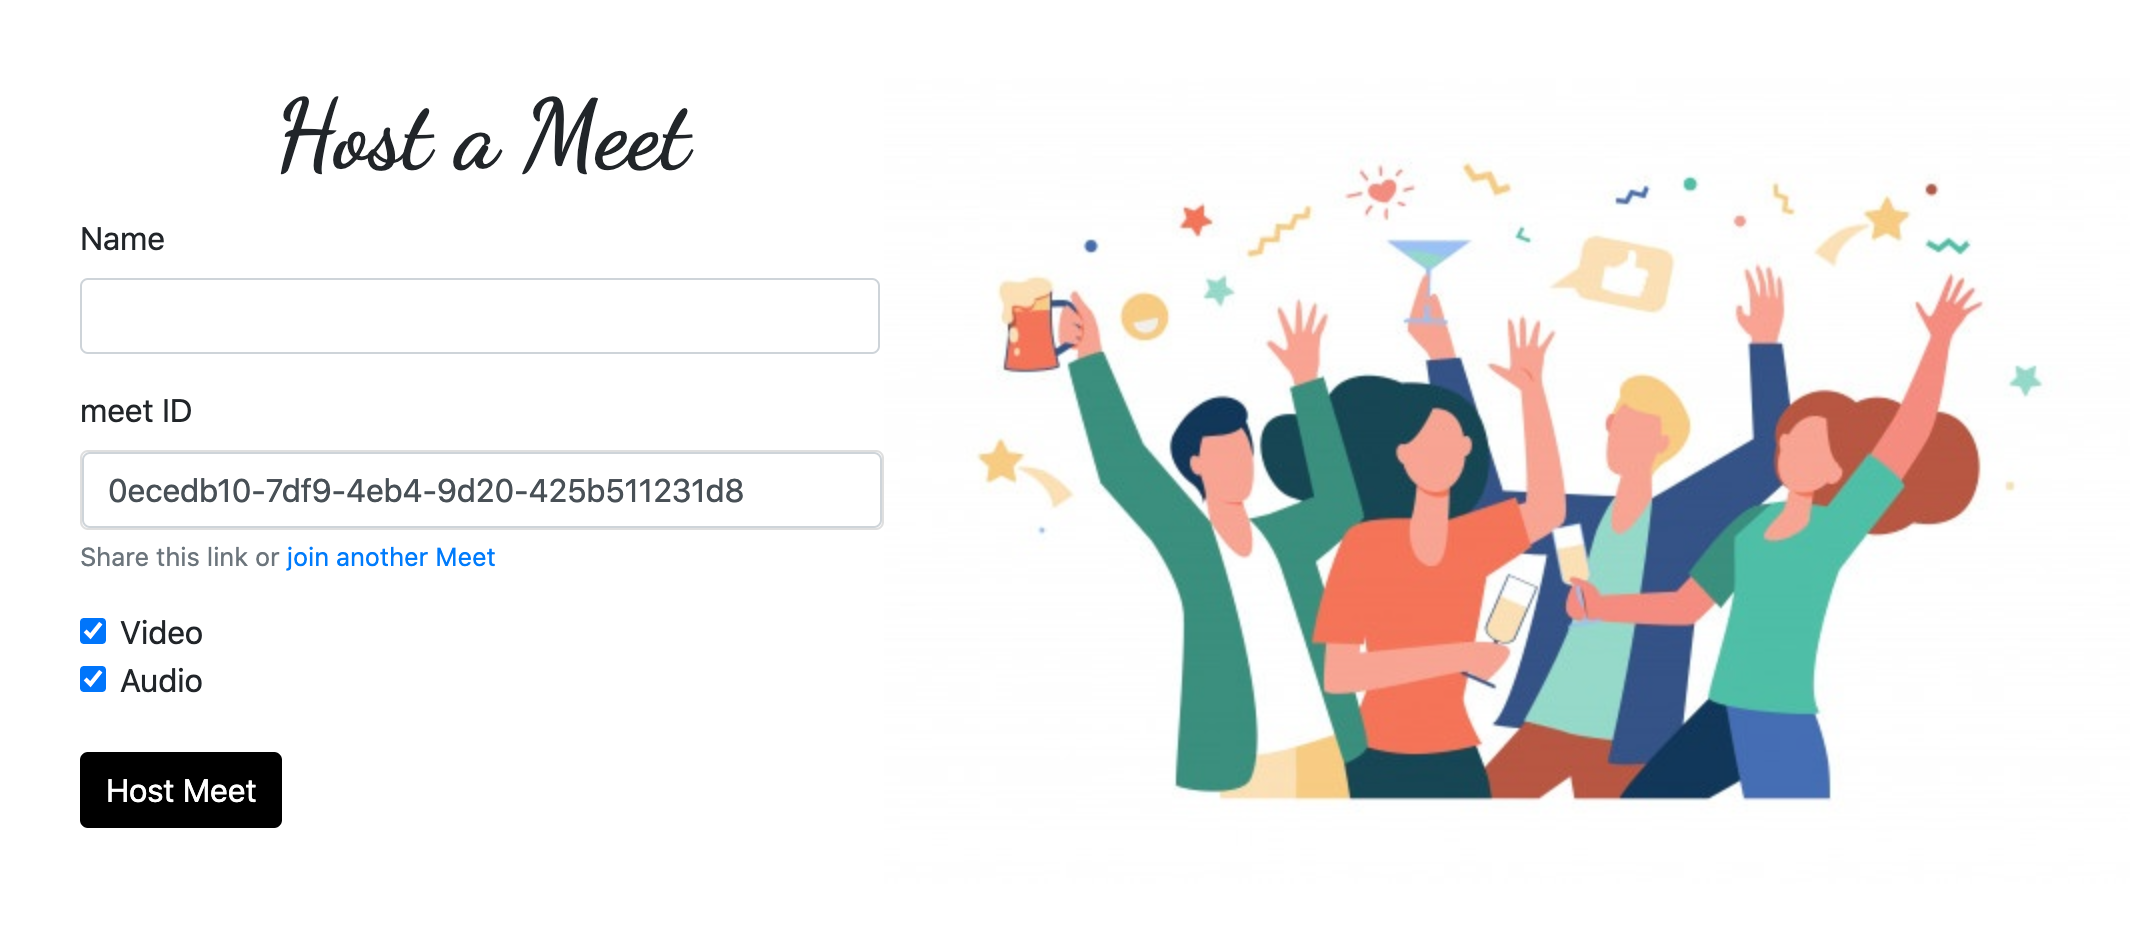 Host a Meet
Name
meet ID
0ecedb10-7df9-4eb4-9d20-425b511231d8
Share this link or join another Meet
Video
Audio
Host Meet